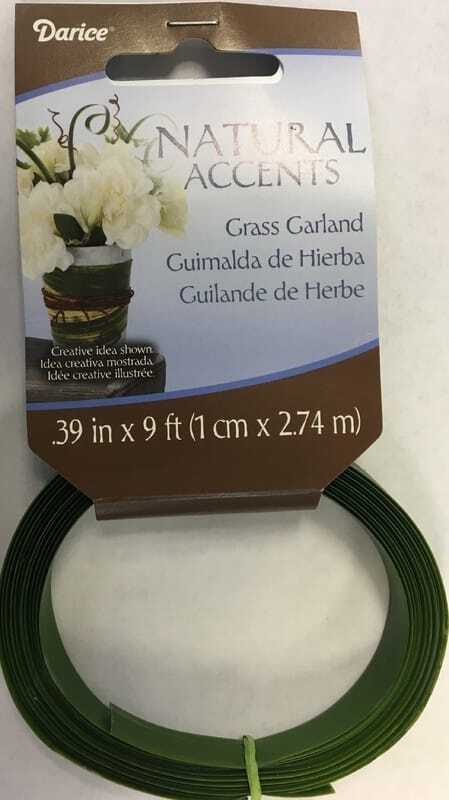 Darice
NATURAL
ACCENTS
Grass Garland
Guimalda de Hierba
Guilande de Herbe
Creative idea shown.
Idea creativa mostrada.
Idée creative illustrée.
.39 in x 9 ft (1 cm x 2.74 m)